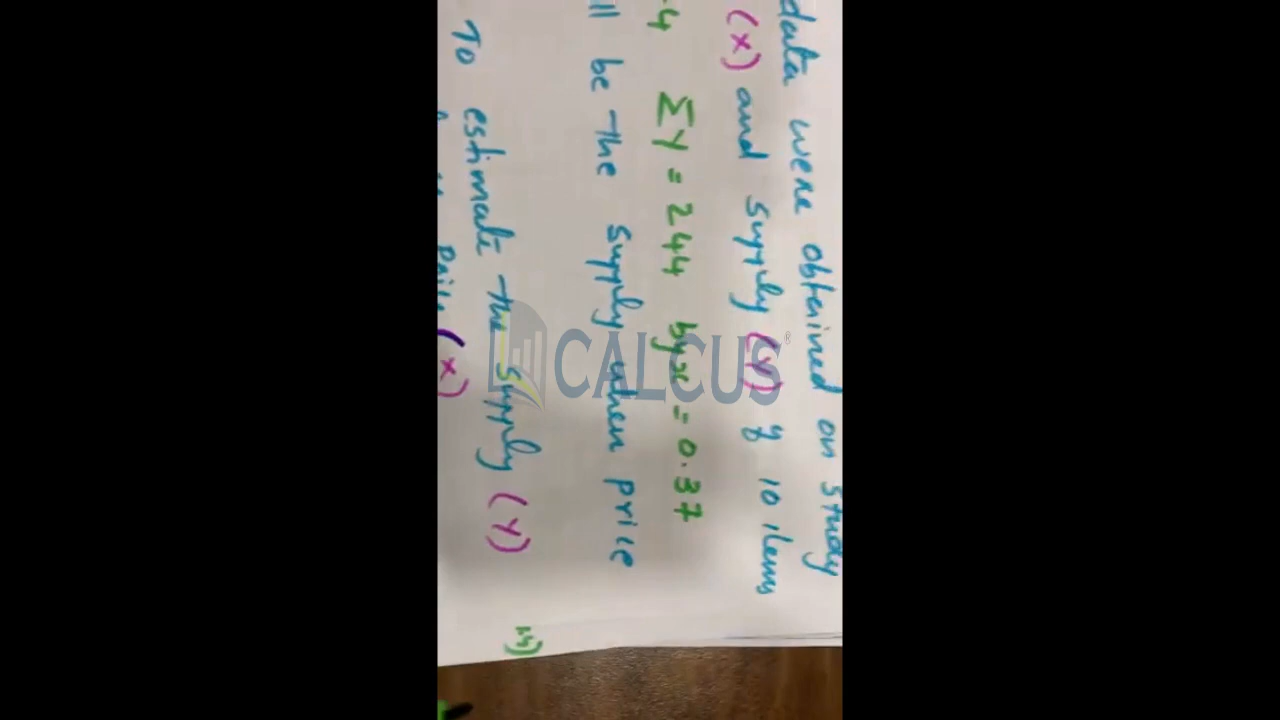 data were obtained on study
(x) and supply (Y) of 10 items
4 ΣY = 244 byx = 0.37
ll be the supply when price
To estimate the supply (Y)
(x)
CALCUS®